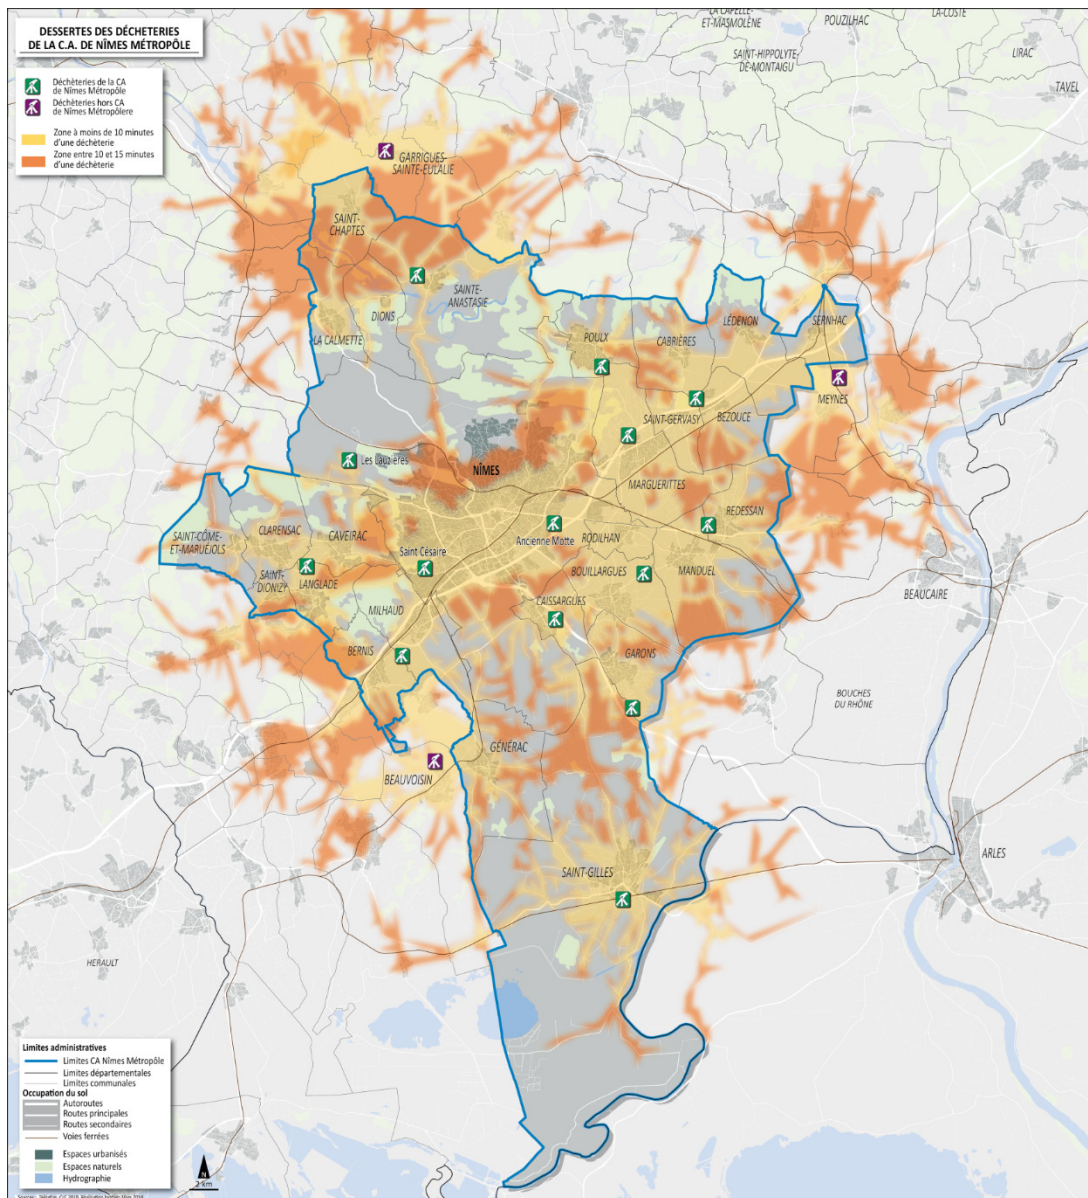 DESSERTES DES DÉCHETERIES
DE LA C.A. DE NÎMES MÉTROPÔLE
Déchèteries de la CA
de Nîmes Métropôle
Déchèteries hors CA
de Nîmes Métropôlere
Zone à moins de 10 minutes
d'une déchèterie
Zone entre 10 et 15 minutes
d'une déchèterie
LA CAPELLE-
ET-MASMOLÈNE
POUZILHAC
LA-COSTE
SAINT-HIPPOLYTE
-DE-MONTAIGU
LIRAC
TAVEL
GARRIGUES-
SAINTE-EULALIE
SAINT-
CHAPTES
SAINTE-
ANASTASIE
DIONS
LA CALMETTE
POULX
CABRIÈRES
LÉDENON
SERNHAC
MEYNES
SAINT-GERVASY
BEZOUCE
Les Lauzières
NÎMES
MARGUERITTES
REDESSAN
SAINT-CÔME-
ET-MARUÉJOLS
CLARENSAC
CAVEIRAC
Saint Césaire
Ancienne Motte
RODILHAN
SAINT-
DIONIZY
LANGLADE
BOUILLARGUES
MANDUEL
MILHAUD
CAISSARGUES
BEAUCAIRE
BERNIS
GARONS
BOUCHES
DU RHÔNE
GÉNÉRAC
BEAUVOISIN
SAINT-GILLES
ARLES
HERAULT
Limites administratives
Limites CA Nîmes Métropôle
Limites départementales
Limites communales
Occupation du sol
Autoroutes
Routes principales
Routes secondaires
Voies ferrées
Espaces urbanisés
Espaces naturels
Hydrographie
N
2 km